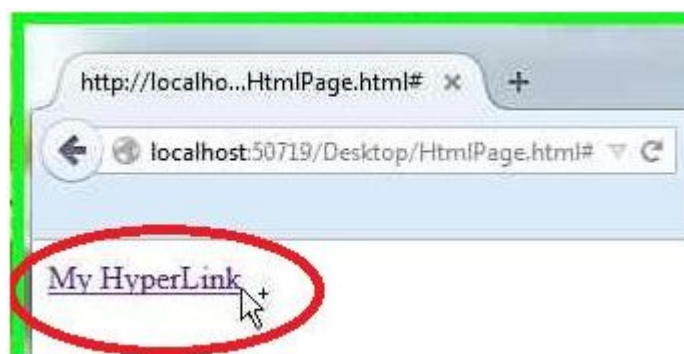 http://localho...HtmlPage.html# × +
localhost:50719/Desktop/HtmlPage.html#
My HyperLink